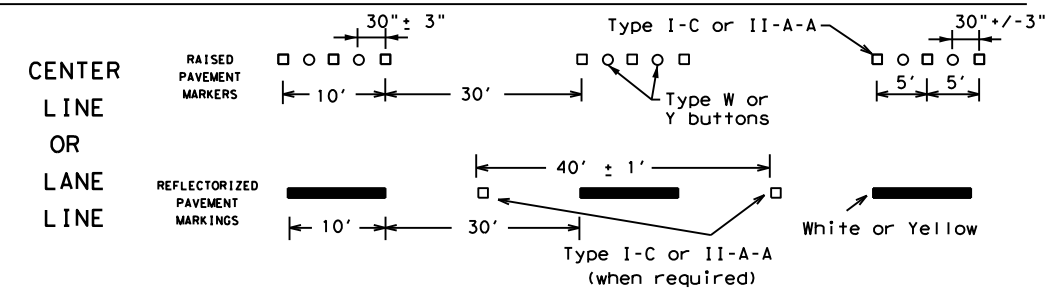 CENTER
LINE
OR
LANE
LINE
RAISED
PAVEMENT
MARKERS
30"± 3"
10'
30'
Type I-C or II-A-A
Type W or
Y buttons
30"+/-3"
5'
5'
REFLECTORIZED
PAVEMENT
MARKINGS
10'
30'
40' ± 1'
Type I-C or II-A-A
(when required)
White or Yellow